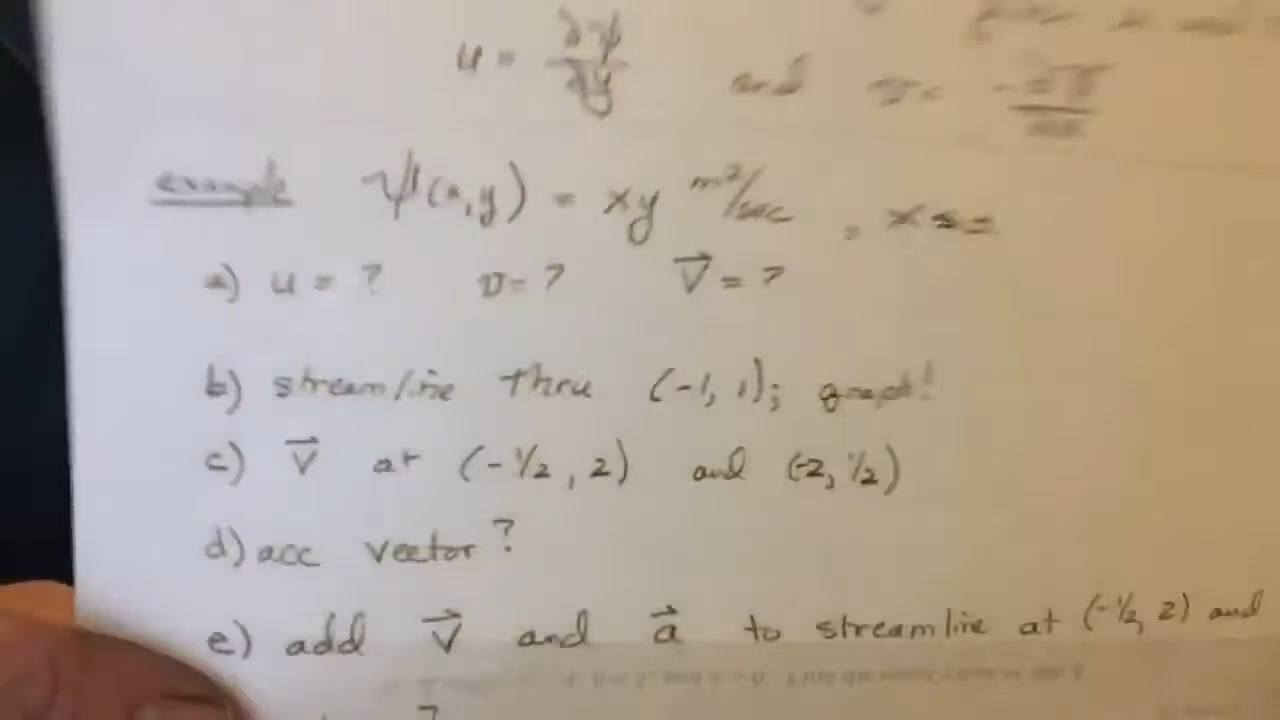 u = ∂ψ/∂y and v = - ∂ψ/∂x
example ψ(x,y) = xy m²/sec
a) u = ? v = ? V⃗ = ?
b) streamline thru (-1, 1); graph!
c) V⃗ at (-1/2, 2) and (-2, 1/2)
d) acc vector?
e) add V⃗ and a⃗ to streamline at (-1/2, 2) and
?